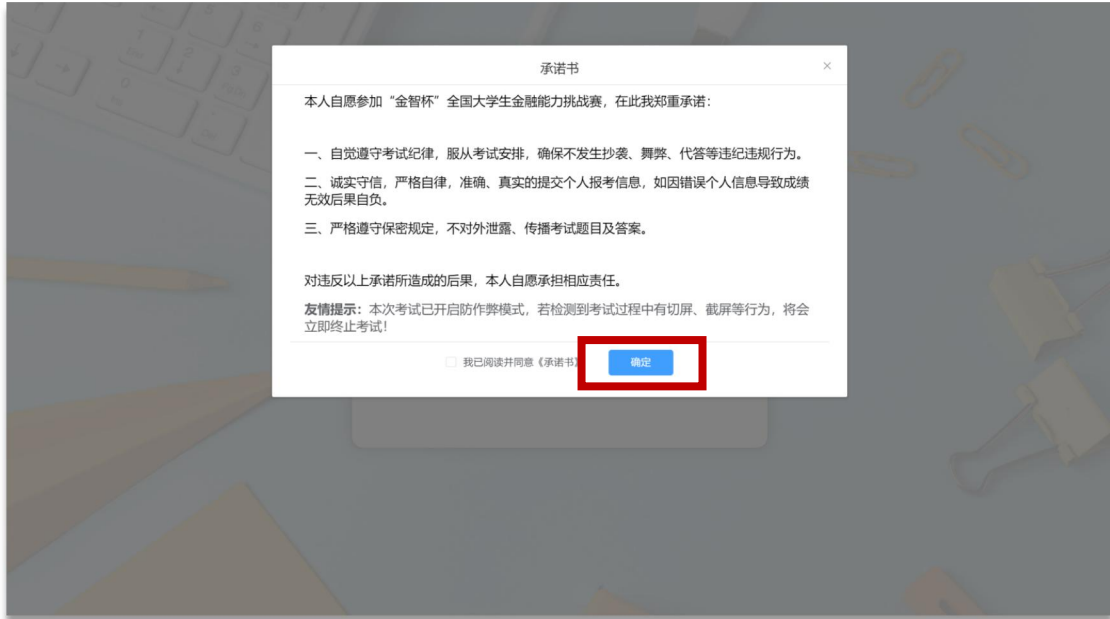 承诺书
本人自愿参加“金智杯”全国大学生金融能力挑战赛，在此我郑重承诺：
一、自觉遵守考试纪律，服从考试安排，确保不发生抄袭、舞弊、代答等违纪违规行为。
二、诚实守信，严格自律，准确、真实的提交个人报考信息，如因错误个人信息导致成绩
无效后果自负。
三、严格遵守保密规定，不对外泄露、传播考试题目及答案。
对违反以上承诺所造成的后果，本人自愿承担相应责任。
友情提示：本次考试已开启防作弊模式，若检测到考试过程中有切屏、截屏等行为，将会
立即终止考试！
我已阅读并同意《承诺书》
确定